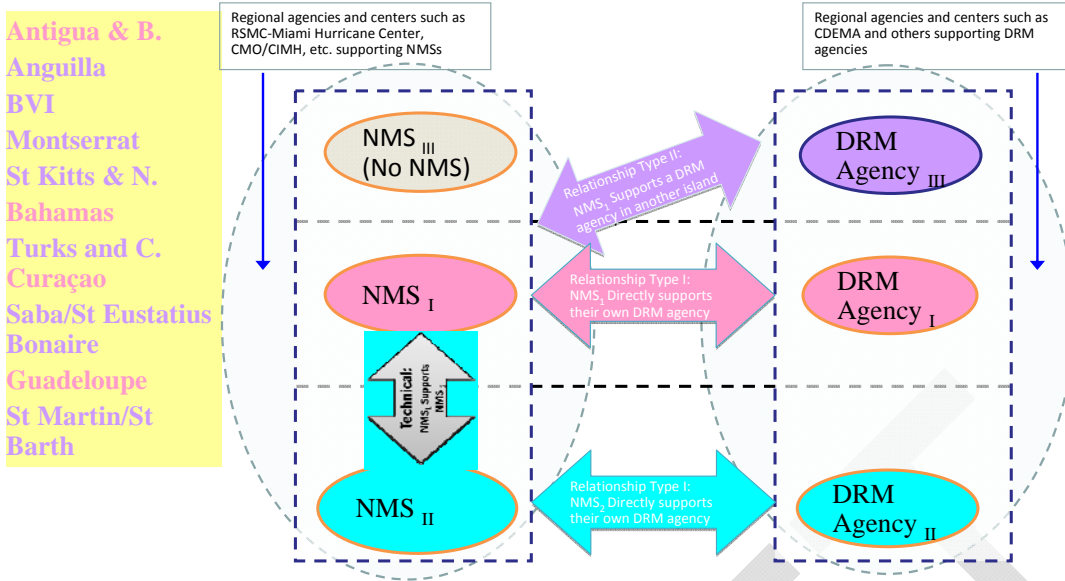 Antigua & B.
Anguilla
BVI
Montserrat
St Kitts & N.
Bahamas
Turks and C.
Curaçao
Saba/St Eustatius
Bonaire
Guadeloupe
St Martin/St
Barth
Regional agencies and centers such as
RSMC-Miami Hurricane Center,
CMO/CIMH, etc. supporting NMSs
Regional agencies and centers such as
CDEMA and others supporting DRM
agencies
NMS III
(No NMS)
Relationship Type II:
NMS1 Supports a DRM
agency in another island
DRM
Agency III
NMS I
Relationship Type I:
NMS1 Directly supports
their own DRM agency
DRM
Agency I
Technical:
NMS1 Supports
NMS
NMS II
Relationship Type I:
NMS2 Directly supports
their own DRM agency
DRM
Agency II